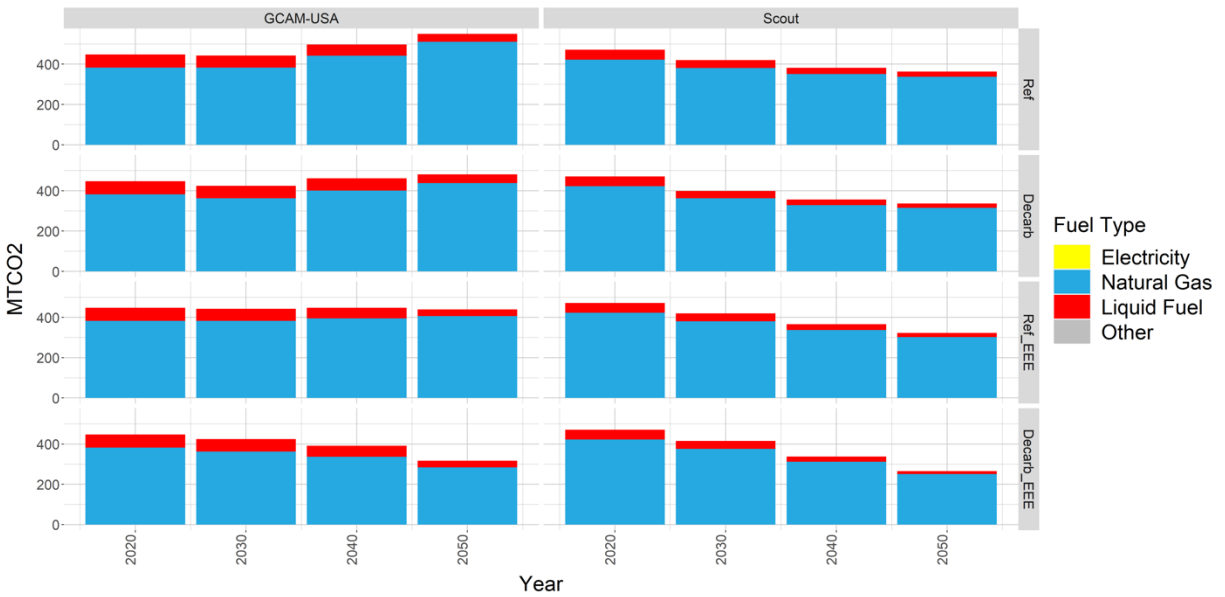 GCAM-USA
Scout
MTCO2
400
200
0
Ref
400
200
0
Decarb
400
200
0
Ref_EEE
400
200
0
Decarb_EEE
2020
2030
2040
2050
2020
2030
2040
2050
Year
Fuel Type
Electricity
Natural Gas
Liquid Fuel
Other